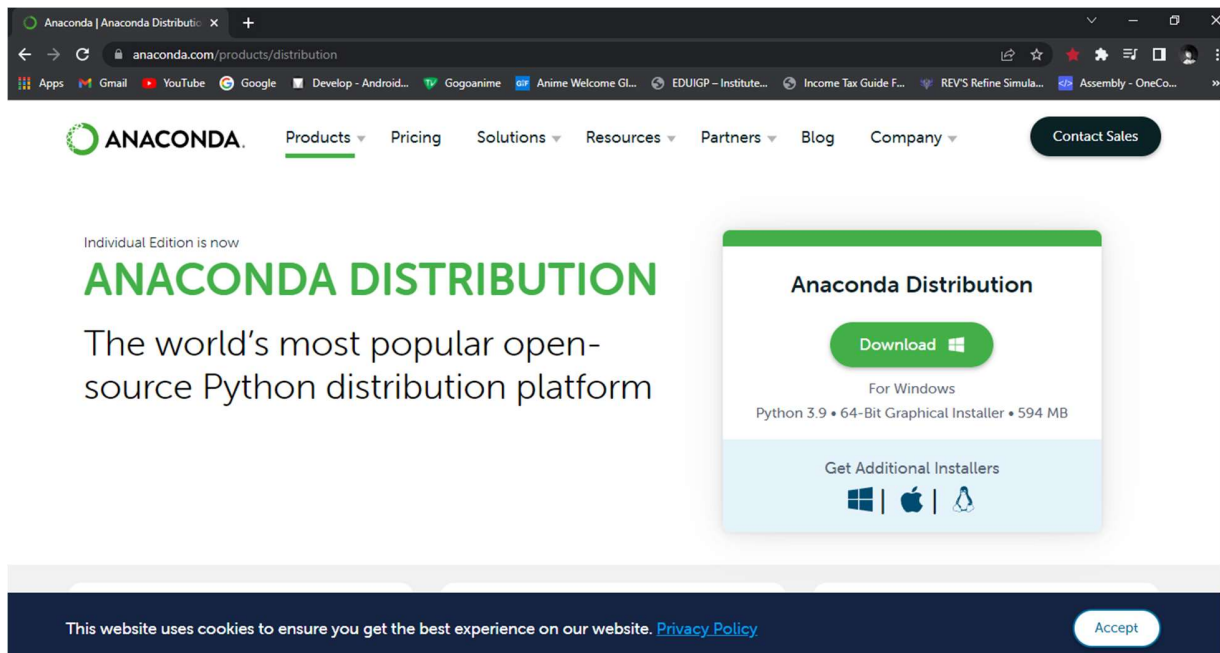 Anaconda | Anaconda Distributio
anaconda.com/products/distribution
Apps Gmail YouTube Google Develop - Android... Gogoanime GIF Anime Welcome Gl... EDUIGP – Institute... Income Tax Guide F... REV'S Refine Simula... Assembly - OneCo... »
ANACONDA. Products Pricing Solutions Resources Partners Blog Company Contact Sales
Individual Edition is now
ANACONDA DISTRIBUTION
The world's most popular open-
source Python distribution platform
Anaconda Distribution
Download
For Windows
Python 3.9 • 64-Bit Graphical Installer • 594 MB
Get Additional Installers
| |
This website uses cookies to ensure you get the best experience on our website. Privacy Policy Accept